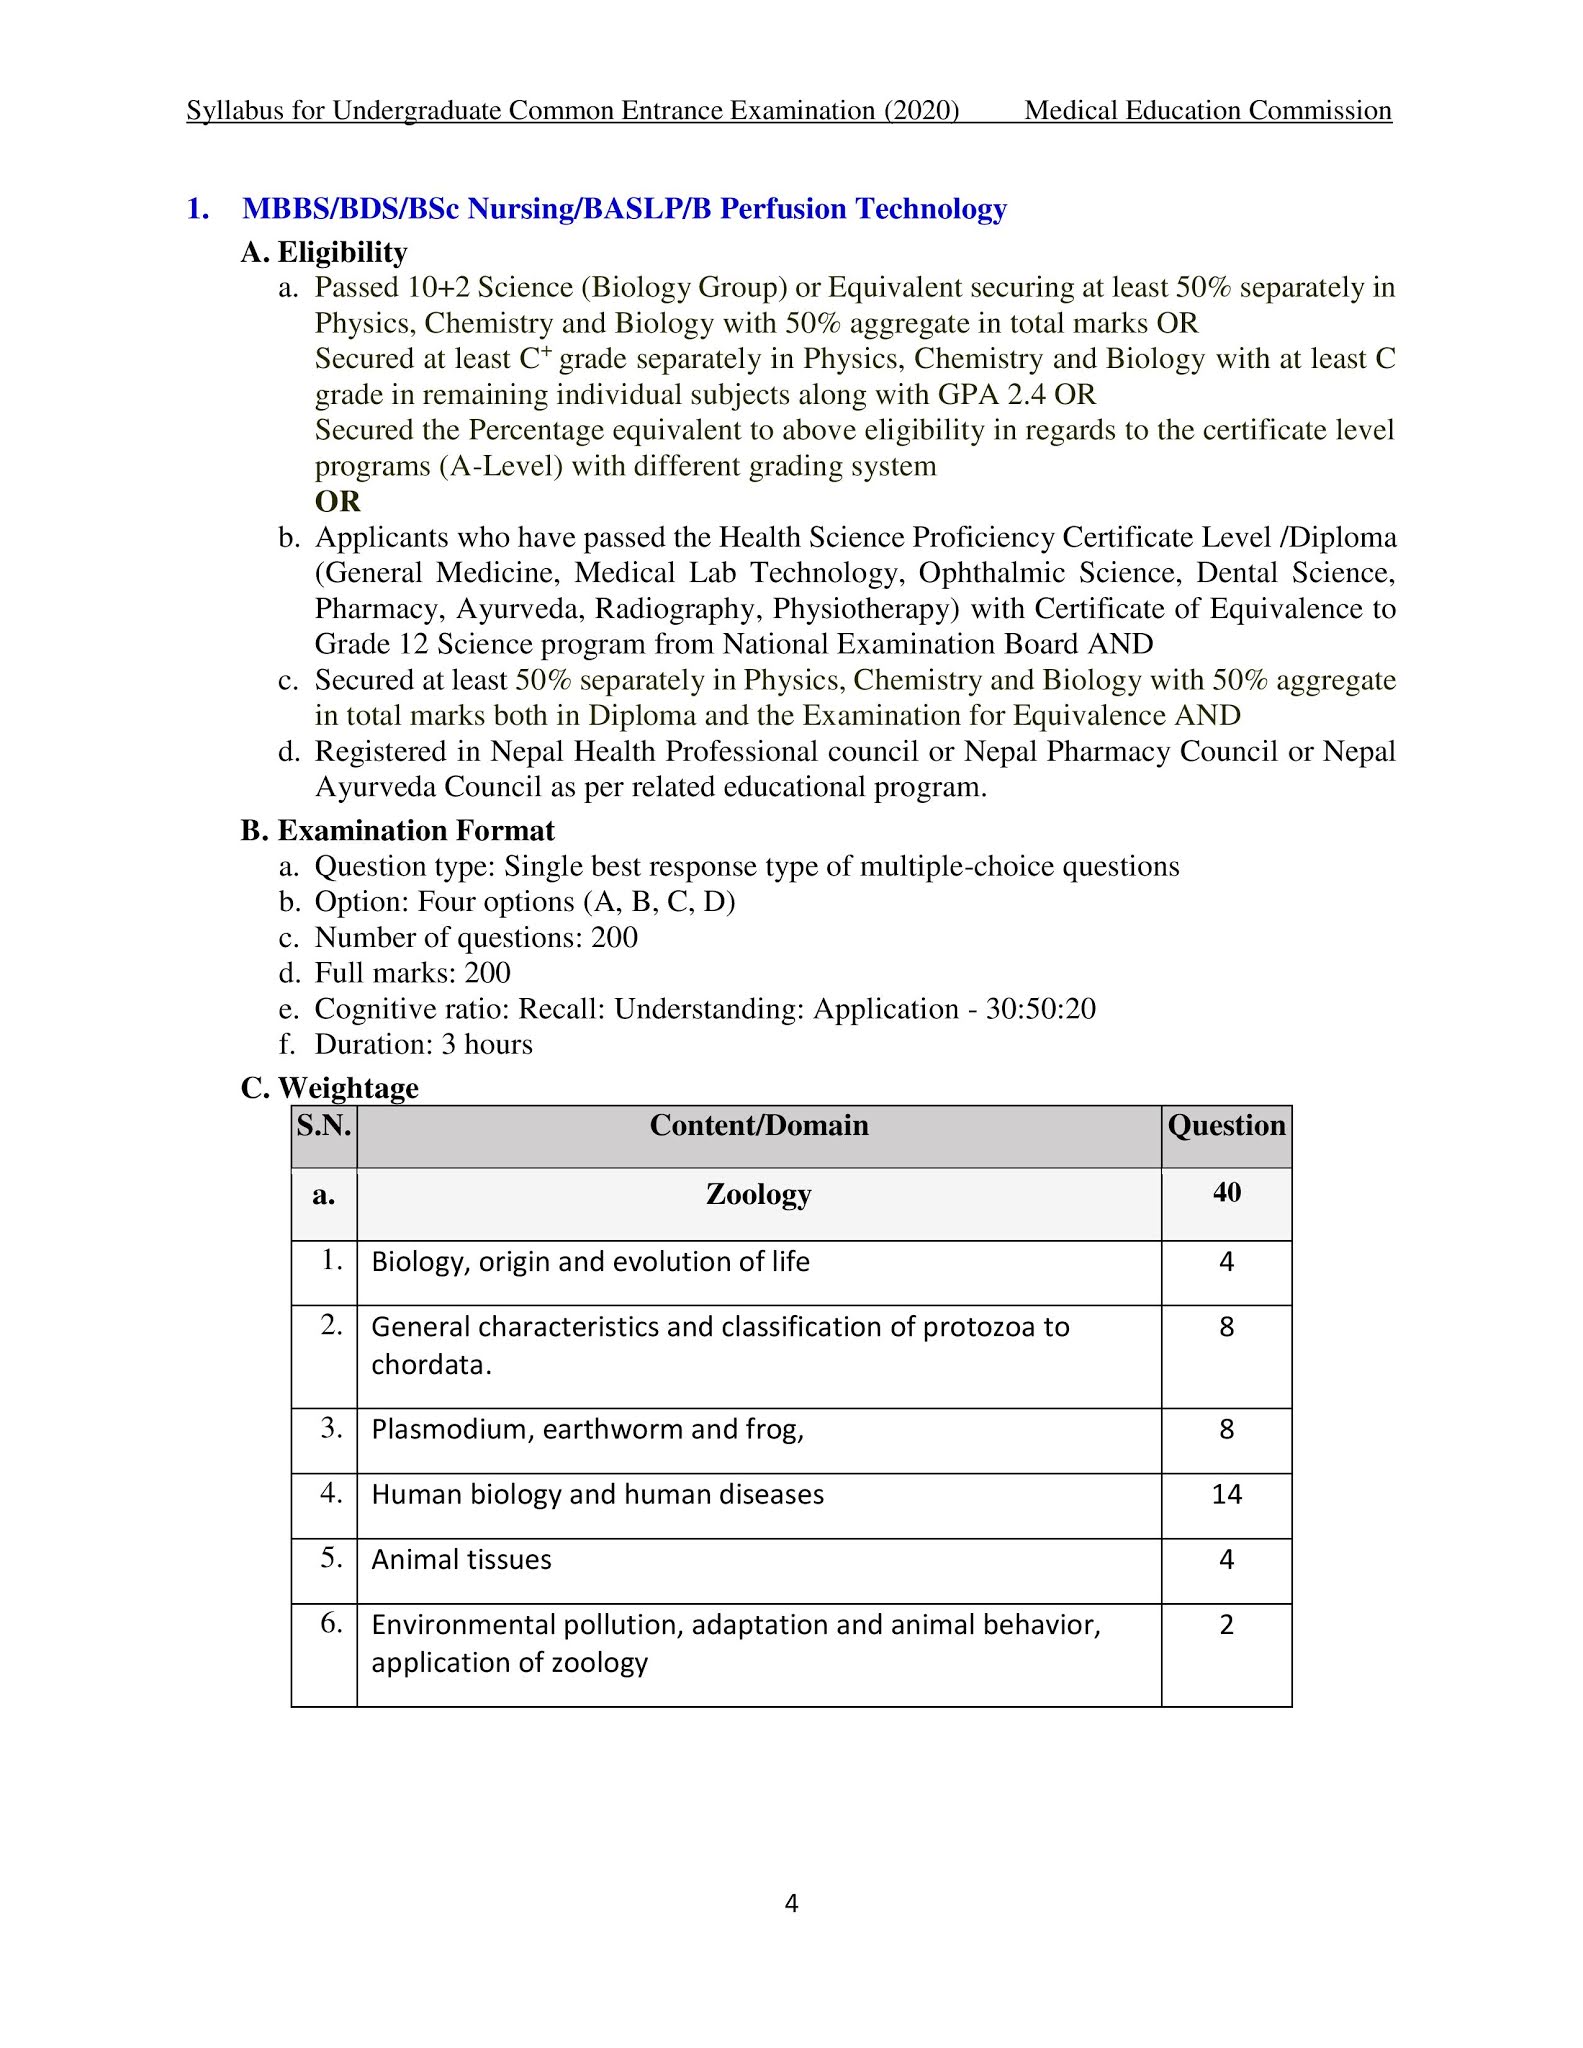 Syllabus for Undergraduate Common Entrance Examination (2020) Medical Education Commission
1. MBBS/BDS/BSc Nursing/BASLP/B Perfusion Technology
A. Eligibility
a. Passed 10+2 Science (Biology Group) or Equivalent securing at least 50% separately in
Physics, Chemistry and Biology with 50% aggregate in total marks OR
Secured at least C+ grade separately in Physics, Chemistry and Biology with at least C
grade in remaining individual subjects along with GPA 2.4 OR
Secured the Percentage equivalent to above eligibility in regards to the certificate level
programs (A-Level) with different grading system
OR
b. Applicants who have passed the Health Science Proficiency Certificate Level /Diploma
(General Medicine, Medical Lab Technology, Ophthalmic Science, Dental Science,
Pharmacy, Ayurveda, Radiography, Physiotherapy) with Certificate of Equivalence to
Grade 12 Science program from National Examination Board AND
c. Secured at least 50% separately in Physics, Chemistry and Biology with 50% aggregate
in total marks both in Diploma and the Examination for Equivalence AND
d. Registered in Nepal Health Professional council or Nepal Pharmacy Council or Nepal
Ayurveda Council as per related educational program.
B. Examination Format
a. Question type: Single best response type of multiple-choice questions
b. Option: Four options (A, B, C, D)
c. Number of questions: 200
d. Full marks: 200
e. Cognitive ratio: Recall: Understanding: Application - 30:50:20
f. Duration: 3 hours
C. Weightage
S.N. Content/Domain Question
a. Zoology 40
1. Biology, origin and evolution of life 4
2. General characteristics and classification of protozoa to 8
chordata.
3. Plasmodium, earthworm and frog, 8
4. Human biology and human diseases 14
5. Animal tissues 4
6. Environmental pollution, adaptation and animal behavior, 2
application of zoology
4